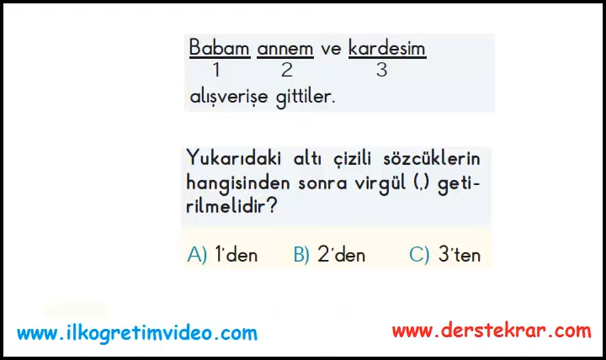 Babam annem ve kardesim
1 2 3
alışverişe gittiler.
Yukarıdaki altı çizili sözcüklerin
hangisinden sonra virgül (,) geti-
rilmelidir?
A) 1'den B) 2'den C) 3'ten
www.ilkogretimvideo.com www.derstekrar.com